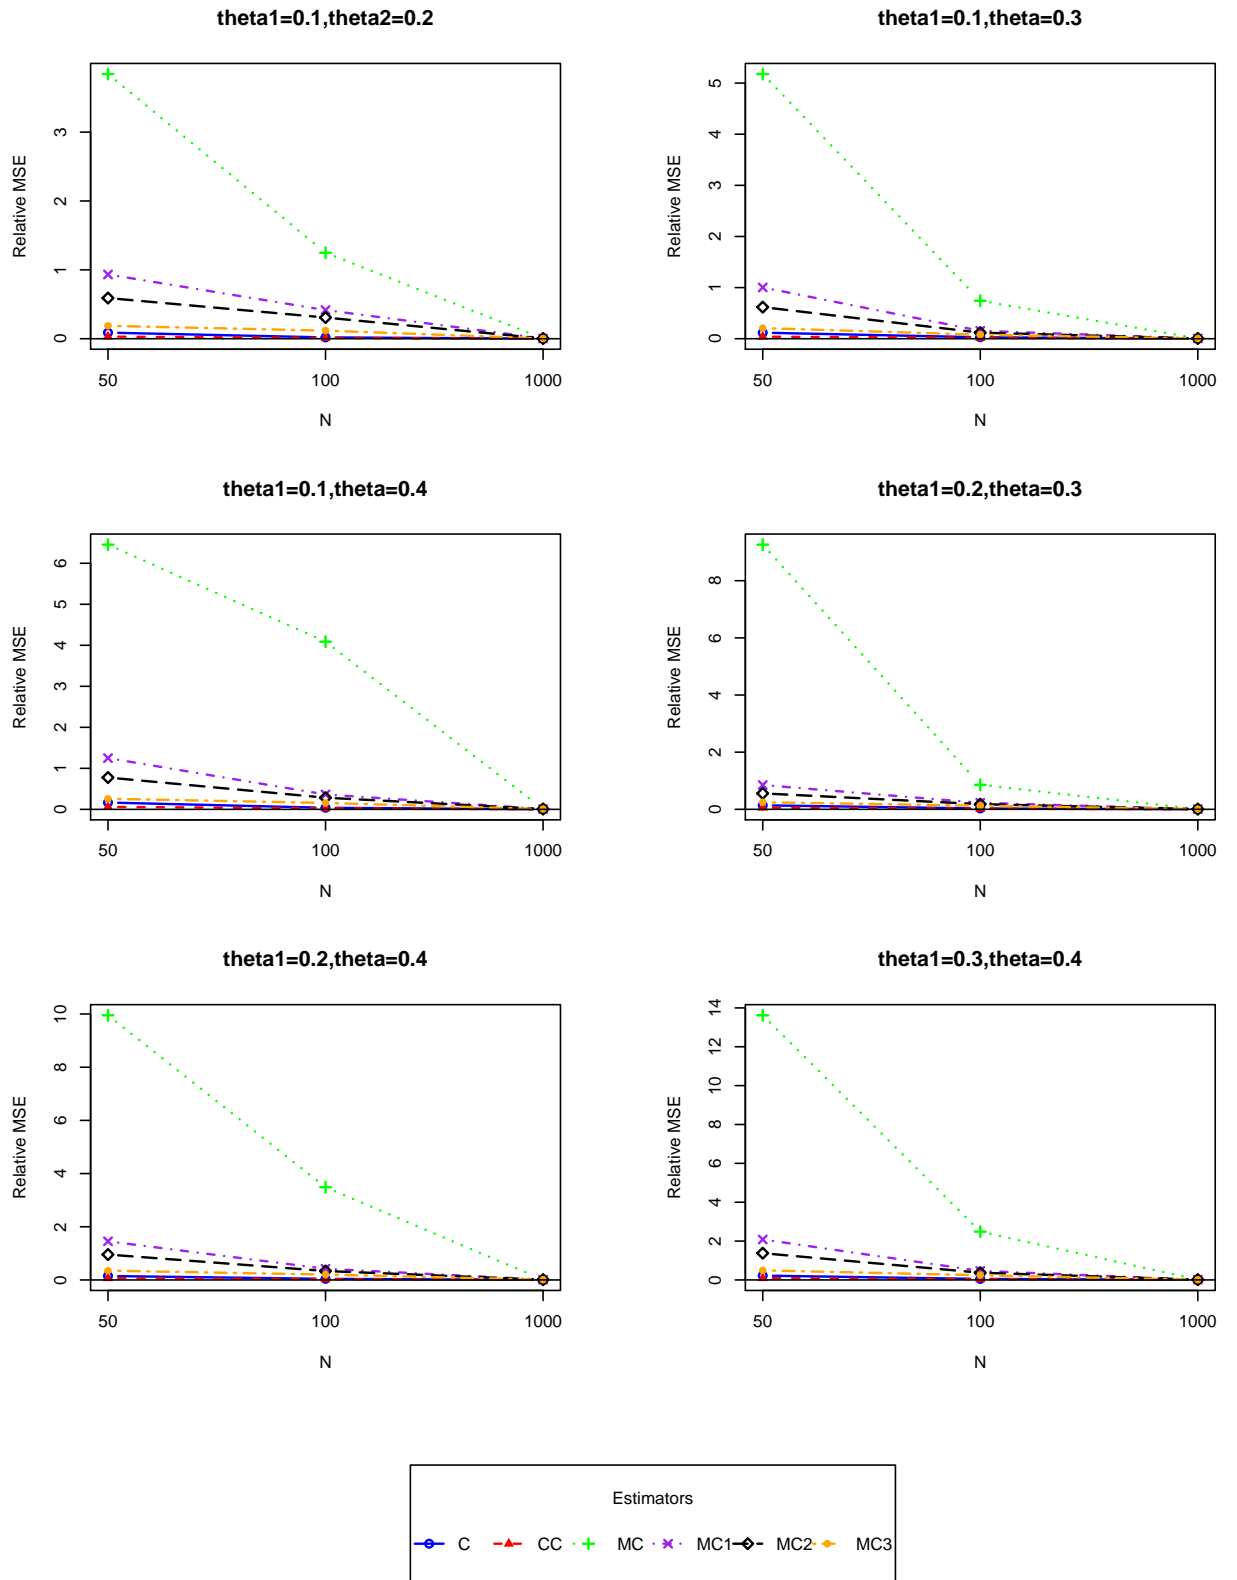 theta1=0.1,theta2=0.2
Relative MSE
0 1 2 3
50 100 1000
N
theta1=0.1,theta=0.3
Relative MSE
0 1 2 3 4 5
50 100 1000
N
theta1=0.1,theta=0.4
Relative MSE
0 1 2 3 4 5 6
50 100 1000
N
theta1=0.2,theta=0.3
Relative MSE
0 2 4 6 8
50 100 1000
N
theta1=0.2,theta=0.4
Relative MSE
0 2 4 6 8 10
50 100 1000
N
theta1=0.3,theta=0.4
Relative MSE
0 2 4 6 8 10 12 14
50 100 1000
N
Estimators
C CC MC MC1 MC2 MC3